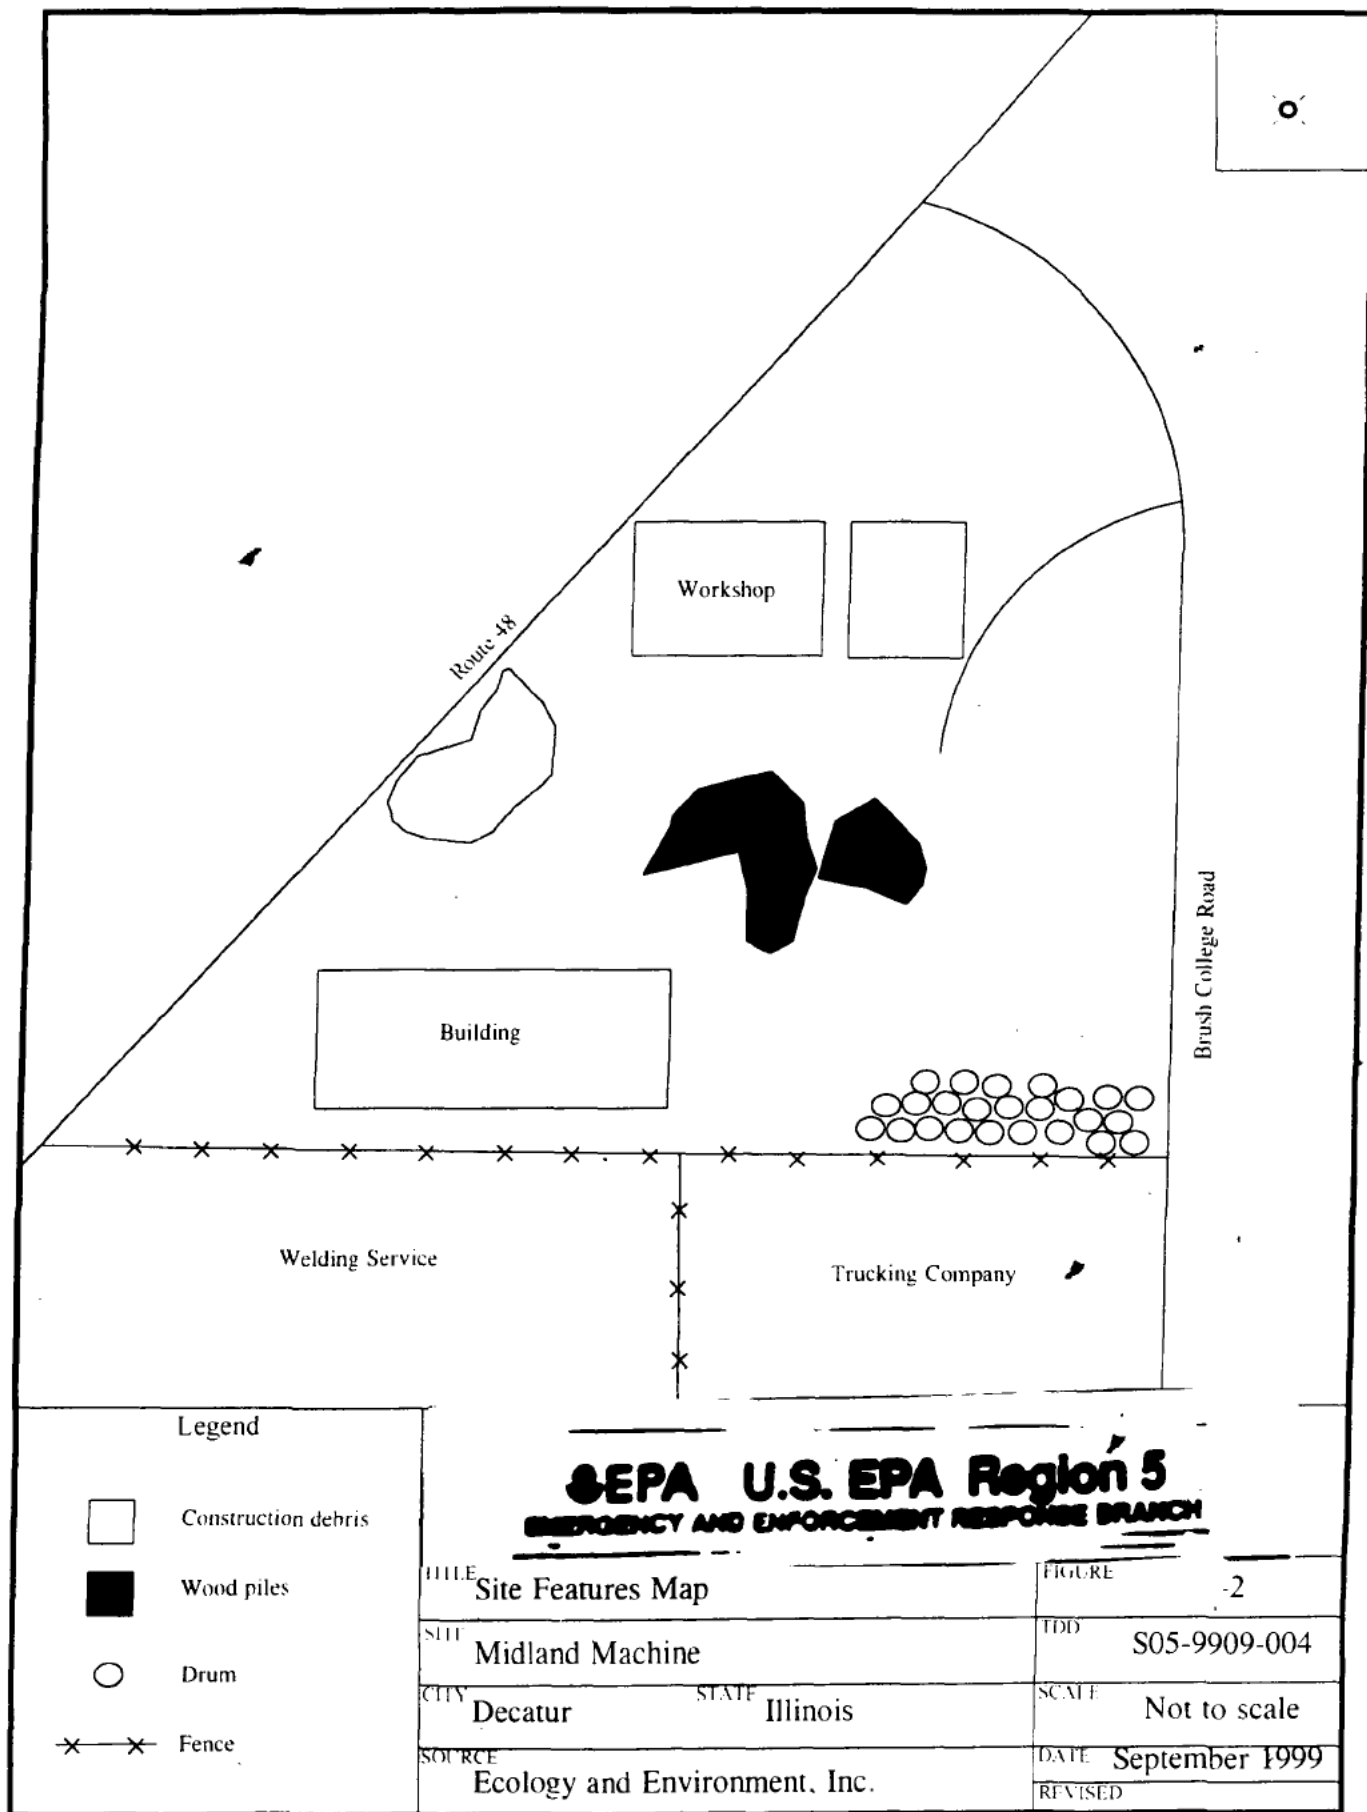 Workshop
Route 48
Brush College Road
Building
Welding Service
Trucking Company
Legend
Construction debris
Wood piles
Drum
Fence
EPA U.S. EPA Region 5
EMERGENCY AND ENFORCEMENT RESPONSE BRANCH
TITLE Site Features Map
FIGURE -2
SITE Midland Machine
TDD S05-9909-004
CITY Decatur STATE Illinois
SCALE Not to scale
SOURCE Ecology and Environment, Inc.
DATE September 1999
REVISED